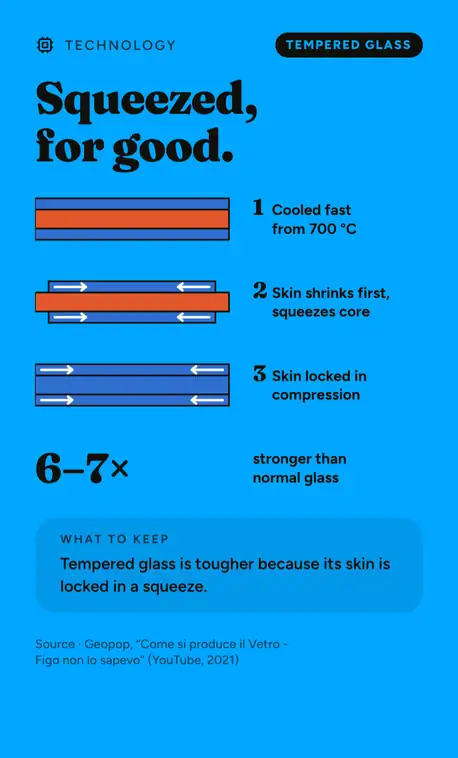 TECHNOLOGY
TEMPERED GLASS
Squeezed,
for good.
1 Cooled fast
from 700 °C
2 Skin shrinks first,
squeezes core
3 Skin locked in
compression
6–7×
stronger than
normal glass
WHAT TO KEEP
Tempered glass is tougher because its skin is
locked in a squeeze.
Source · Geopop, “Come si produce il Vetro -
Figo non lo sapevo” (YouTube, 2021)